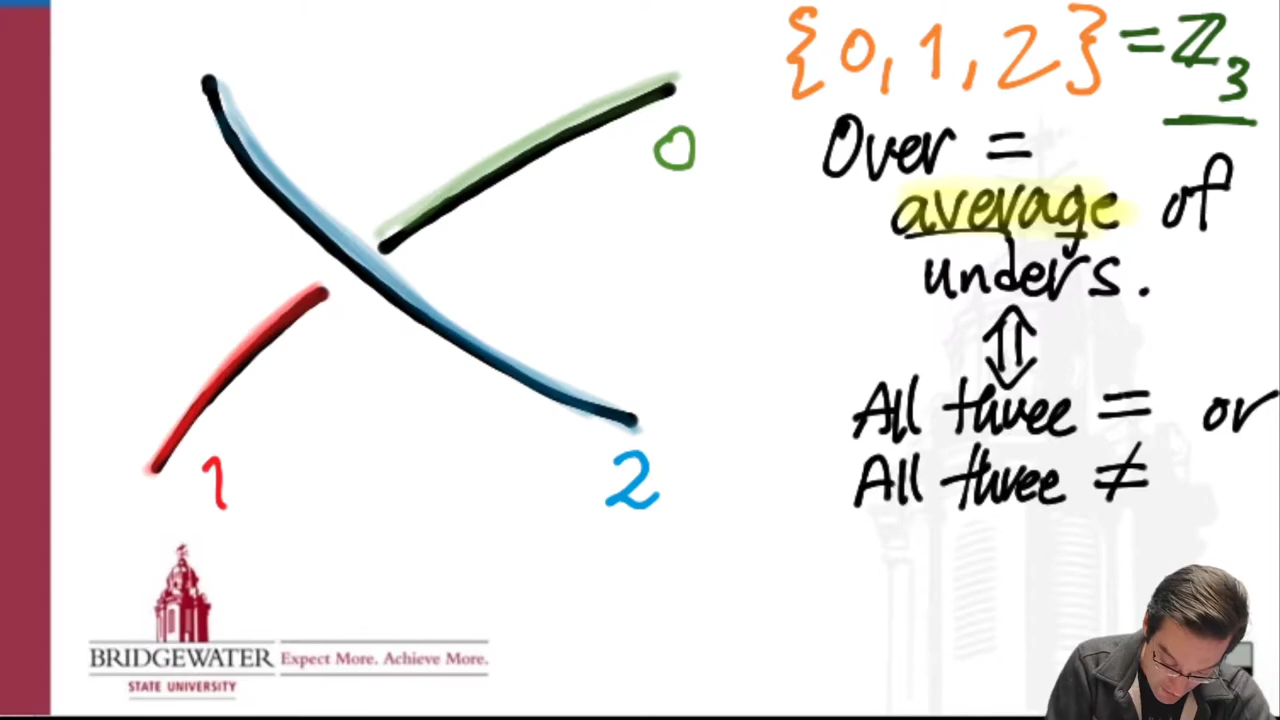 {0, 1, 2} = ℤ₃
0
Over =
average of
unders.
⇕
All three = or
All three ≠
1
2
BRIDGEWATER
STATE UNIVERSITY
Expect More. Achieve More.